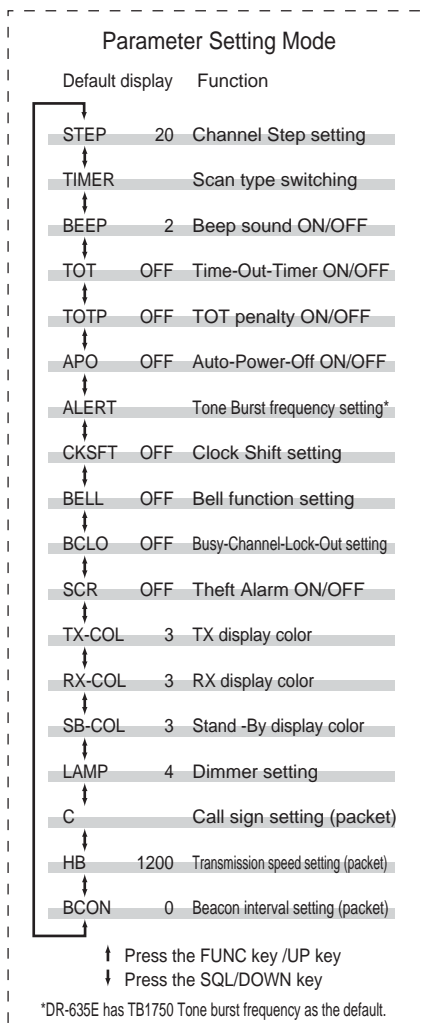 Parameter Setting Mode
Default display Function
STEP 20 Channel Step setting
TIMER Scan type switching
BEEP 2 Beep sound ON/OFF
TOT OFF Time-Out-Timer ON/OFF
TOTP OFF TOT penalty ON/OFF
APO OFF Auto-Power-Off ON/OFF
ALERT Tone Burst frequency setting*
CKSFT OFF Clock Shift setting
BELL OFF Bell function setting
BCLO OFF Busy-Channel-Lock-Out setting
SCR OFF Theft Alarm ON/OFF
TX-COL 3 TX display color
RX-COL 3 RX display color
SB-COL 3 Stand -By display color
LAMP 4 Dimmer setting
C Call sign setting (packet)
HB 1200 Transmission speed setting (packet)
BCON 0 Beacon interval setting (packet)
Press the FUNC key /UP key
Press the SQL/DOWN key
*DR-635E has TB1750 Tone burst frequency as the default.